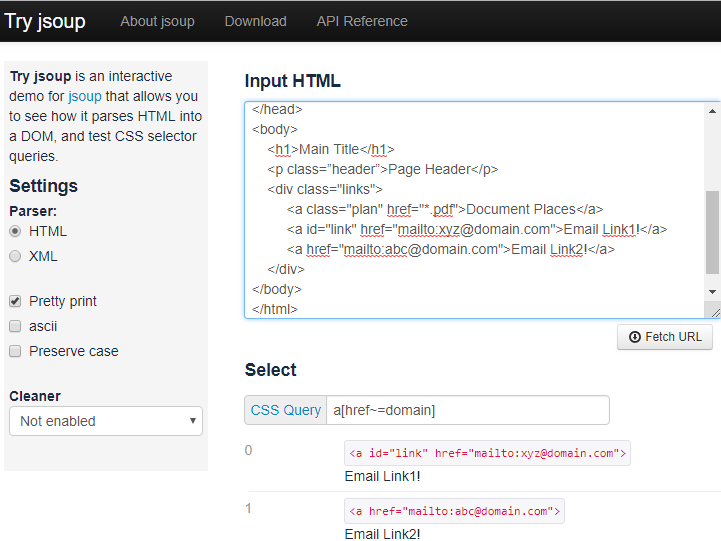 Try jsoup About jsoup Download API Reference
Try jsoup is an interactive
demo for jsoup that allows you
to see how it parses HTML into
a DOM, and test CSS selector
queries.
Settings
Parser:
HTML
XML
Pretty print
ascii
Preserve case
Cleaner
Not enabled
Input HTML
</head>
<body>
<h1>Main Title</h1>
<p class=”header”>Page Header</p>
<div class="links">
<a class="plan" href="*.pdf">Document Places</a>
<a id="link" href="mailto:xyz@domain.com">Email Link1!</a>
<a href="mailto:abc@domain.com">Email Link2!</a>
</div>
</body>
</html>
Fetch URL
Select
CSS Query a[href~=domain]
0 <a id="link" href="mailto:xyz@domain.com">
Email Link1!
1 <a href="mailto:abc@domain.com">
Email Link2!